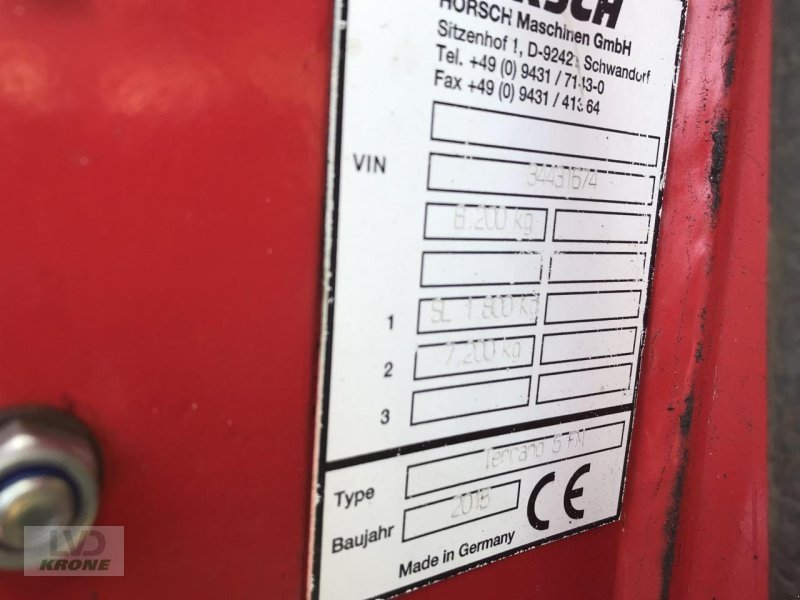 HORSCH Maschinen GmbH
Sitzenhof 1, D-92421 Schwandorf
Tel. +49 (0) 9431 / 7143-0
Fax +49 (0) 9431 / 41364
VIN
94431674
8.200 kg
1 SL 1.800 kg
2 7.200 kg
3
Type Terrano 5 FX
Baujahr 2015 CE
Made in Germany
LVD
KRONE